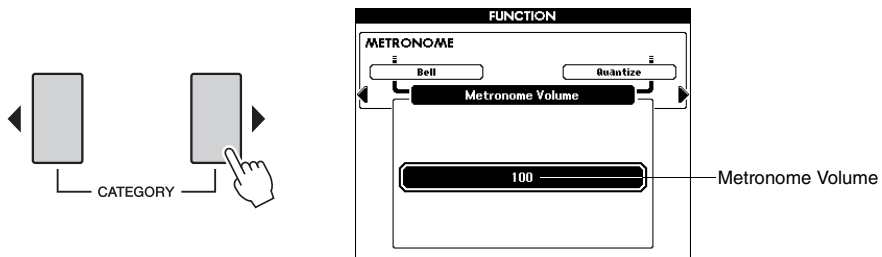 FUNCTION
METRONOME
Bell
Quantize
Metronome Volume
100
Metronome Volume
CATEGORY